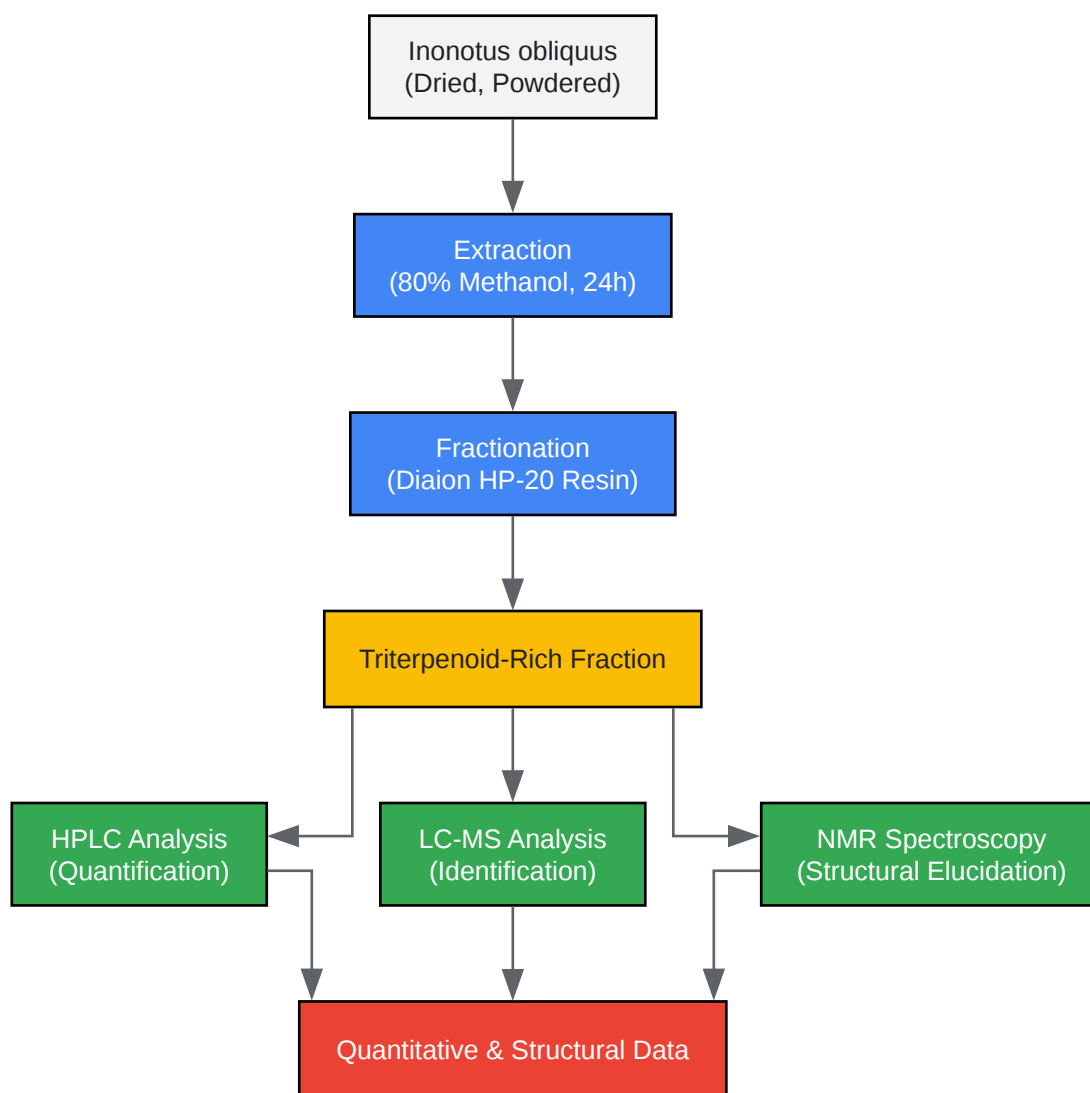 Inonotus obliquus
(Dried, Powdered)
Extraction
(80% Methanol, 24h)
Fractionation
(Diaion HP-20 Resin)
Triterpenoid-Rich Fraction
HPLC Analysis
(Quantification)
LC-MS Analysis
(Identification)
NMR Spectroscopy
(Structural Elucidation)
Quantitative & Structural Data